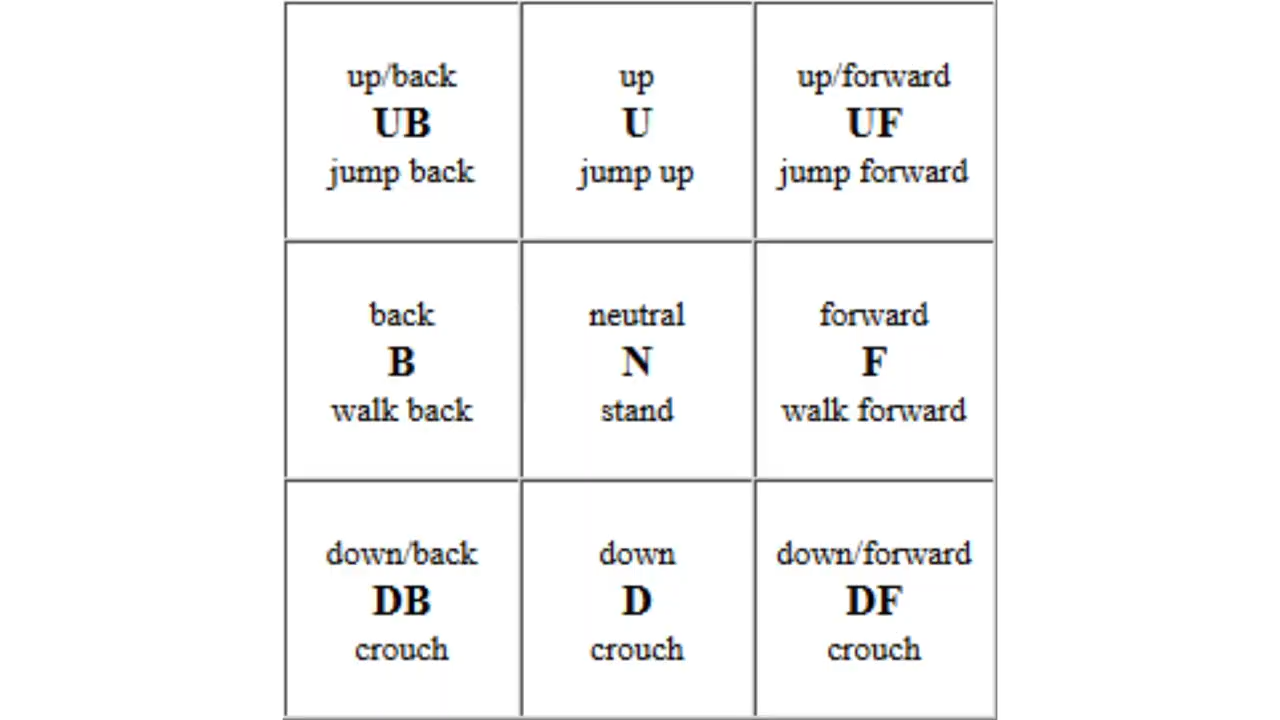 up/back
UB
jump back
up
U
jump up
up/forward
UF
jump forward
back
B
walk back
neutral
N
stand
forward
F
walk forward
down/back
DB
crouch
down
D
crouch
down/forward
DF
crouch